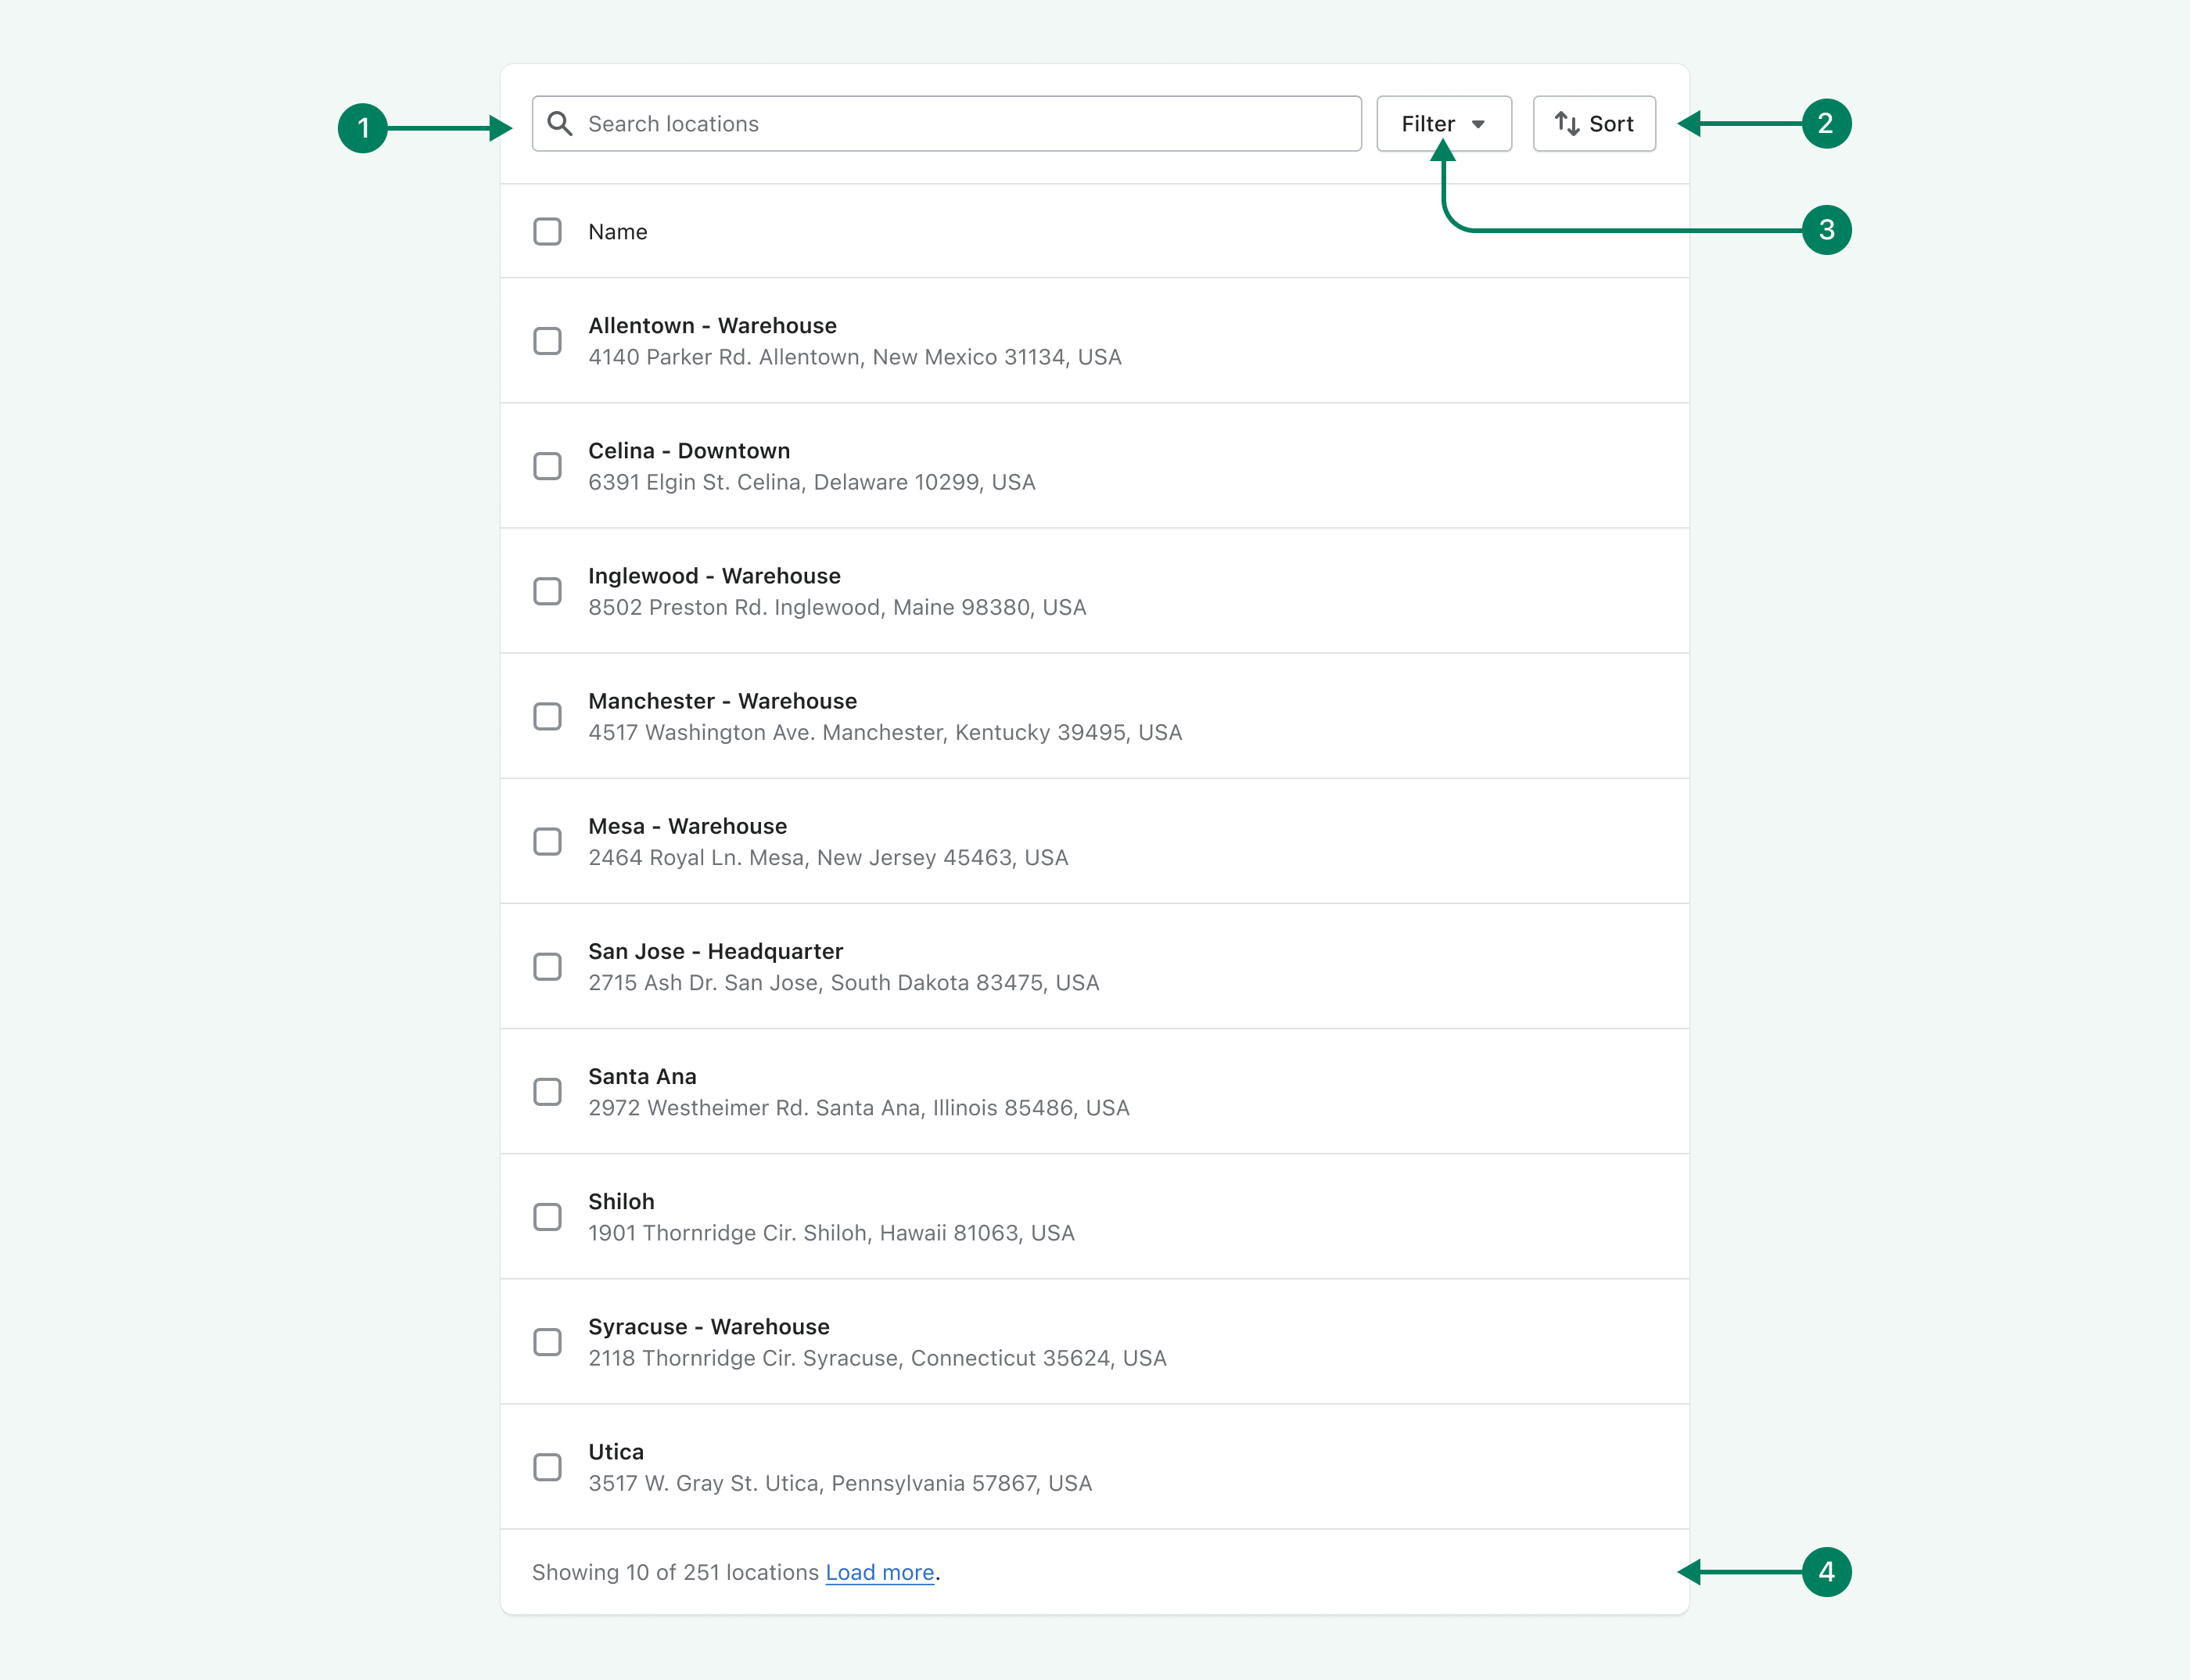 1
Search locations
Filter
Sort
2
3
Name
Allentown - Warehouse
4140 Parker Rd. Allentown, New Mexico 31134, USA
Celina - Downtown
6391 Elgin St. Celina, Delaware 10299, USA
Inglewood - Warehouse
8502 Preston Rd. Inglewood, Maine 98380, USA
Manchester - Warehouse
4517 Washington Ave. Manchester, Kentucky 39495, USA
Mesa - Warehouse
2464 Royal Ln. Mesa, New Jersey 45463, USA
San Jose - Headquarter
2715 Ash Dr. San Jose, South Dakota 83475, USA
Santa Ana
2972 Westheimer Rd. Santa Ana, Illinois 85486, USA
Shiloh
1901 Thornridge Cir. Shiloh, Hawaii 81063, USA
Syracuse - Warehouse
2118 Thornridge Cir. Syracuse, Connecticut 35624, USA
Utica
3517 W. Gray St. Utica, Pennsylvania 57867, USA
Showing 10 of 251 locations Load more.
4